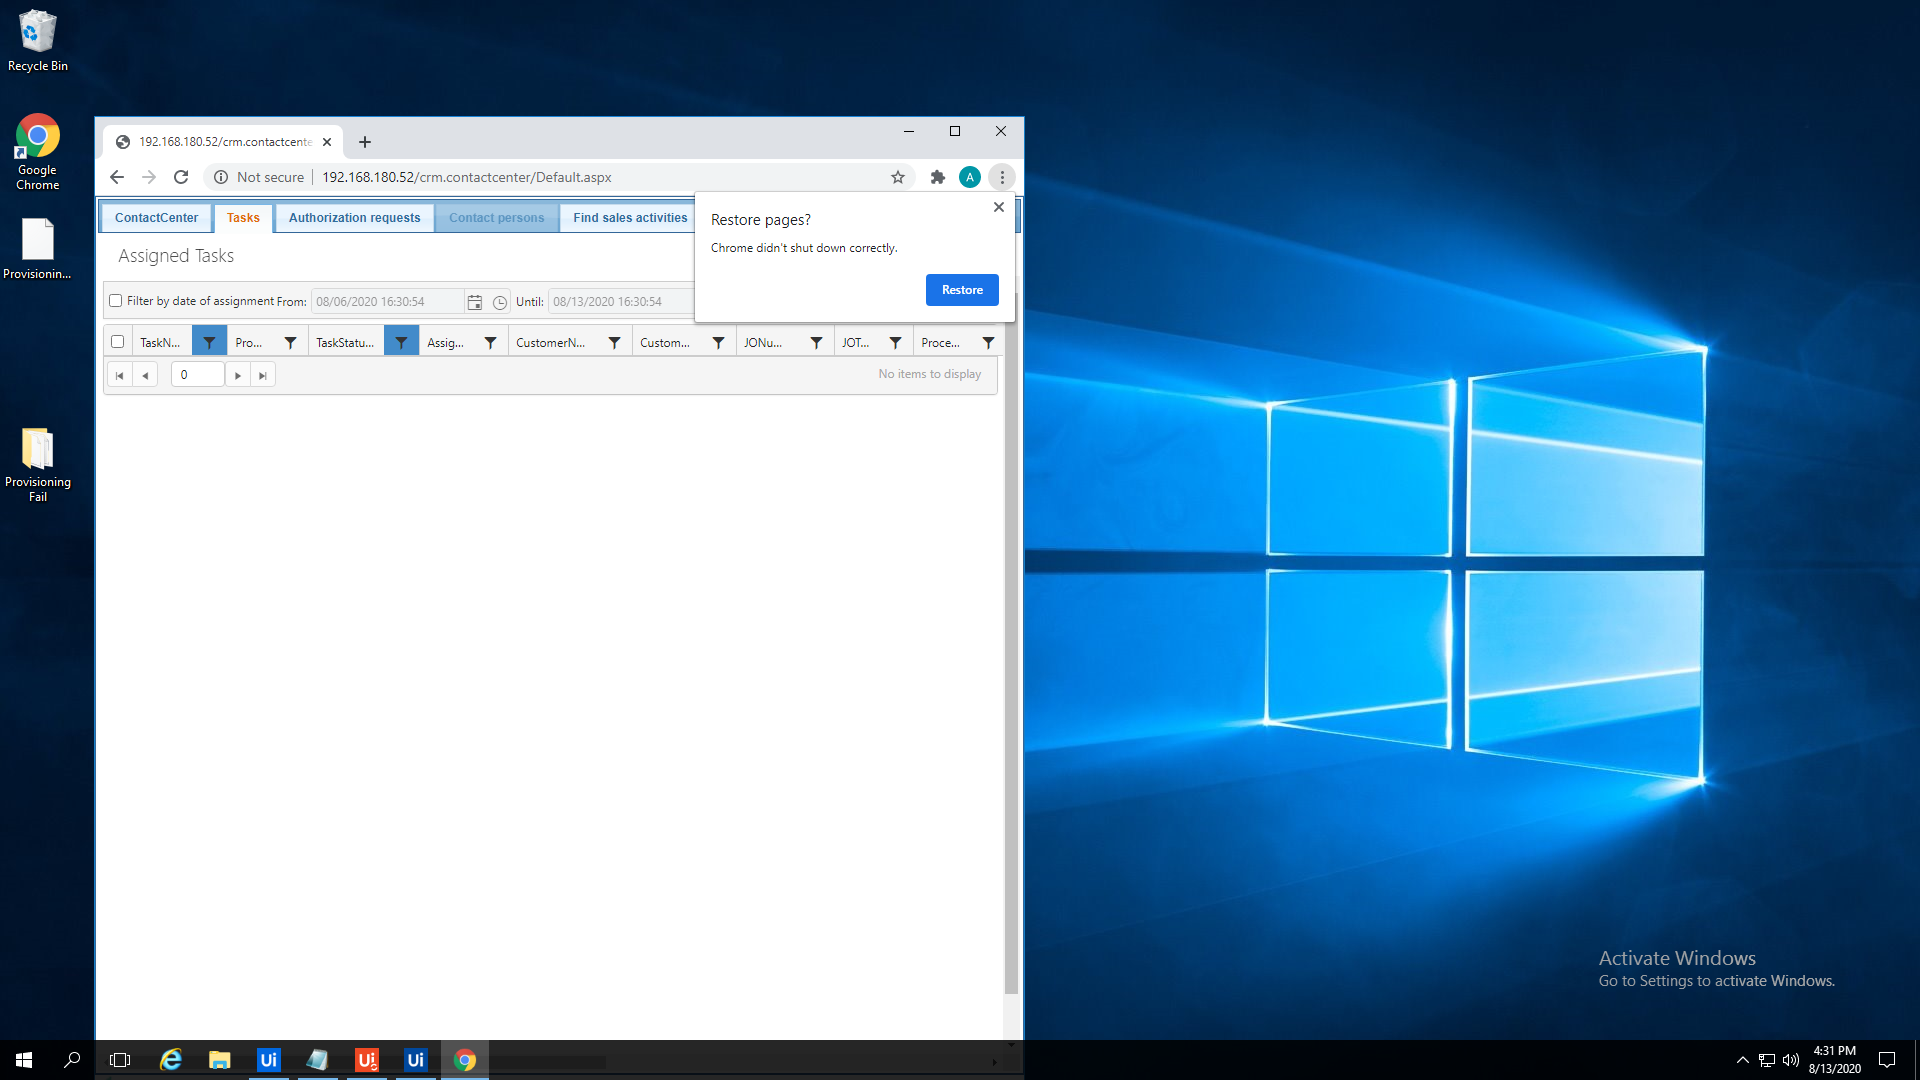 Recycle Bin
Google
Chrome
Provisionin...
Provisioning
Fail
192.168.180.52/crm.contactcente
Not secure
192.168.180.52/crm.contactcenter/Default.aspx
ContactCenter
Tasks
Authorization requests
Contact persons
Find sales activities
Restore pages?
Chrome didn't shut down correctly.
Restore
Assigned Tasks
Filter by date of assignment From: 08/06/2020 16:30:54 Until: 08/13/2020 16:30:54
TaskN... Pro... TaskStatu... Assig... CustomerN... Custom... JONu... JOT... Proce...
0
No items to display
Activate Windows
Go to Settings to activate Windows.
A
Ui
Ui
Ui
4:31 PM
8/13/2020